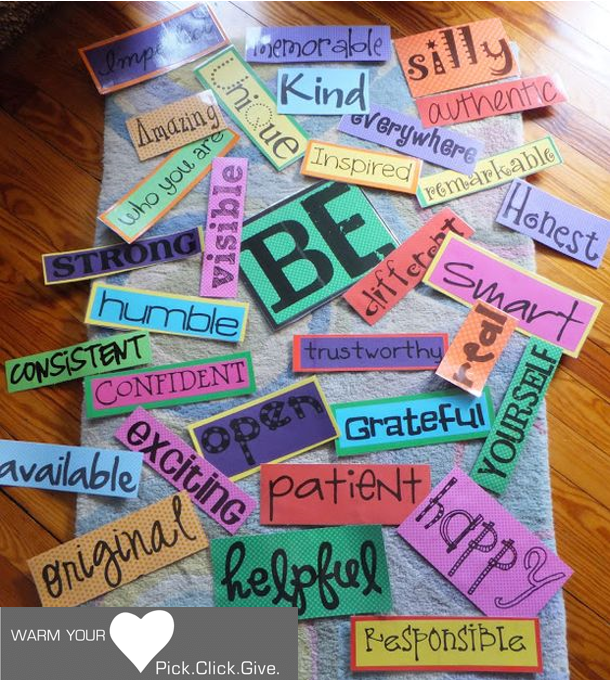 memorable
silly
Unique
Kind
authentic
Amazing
everywhere
Inspired
remarkable
who you are
visible
BE
Honest
STRONG
different
smart
humble
real
trustworthy
CONSISTENT
CONFIDENT
YOURSELF
open
Grateful
available
exciting
patient
happy
original
helpful
Responsible
WARM YOUR
Pick.Click.Give.